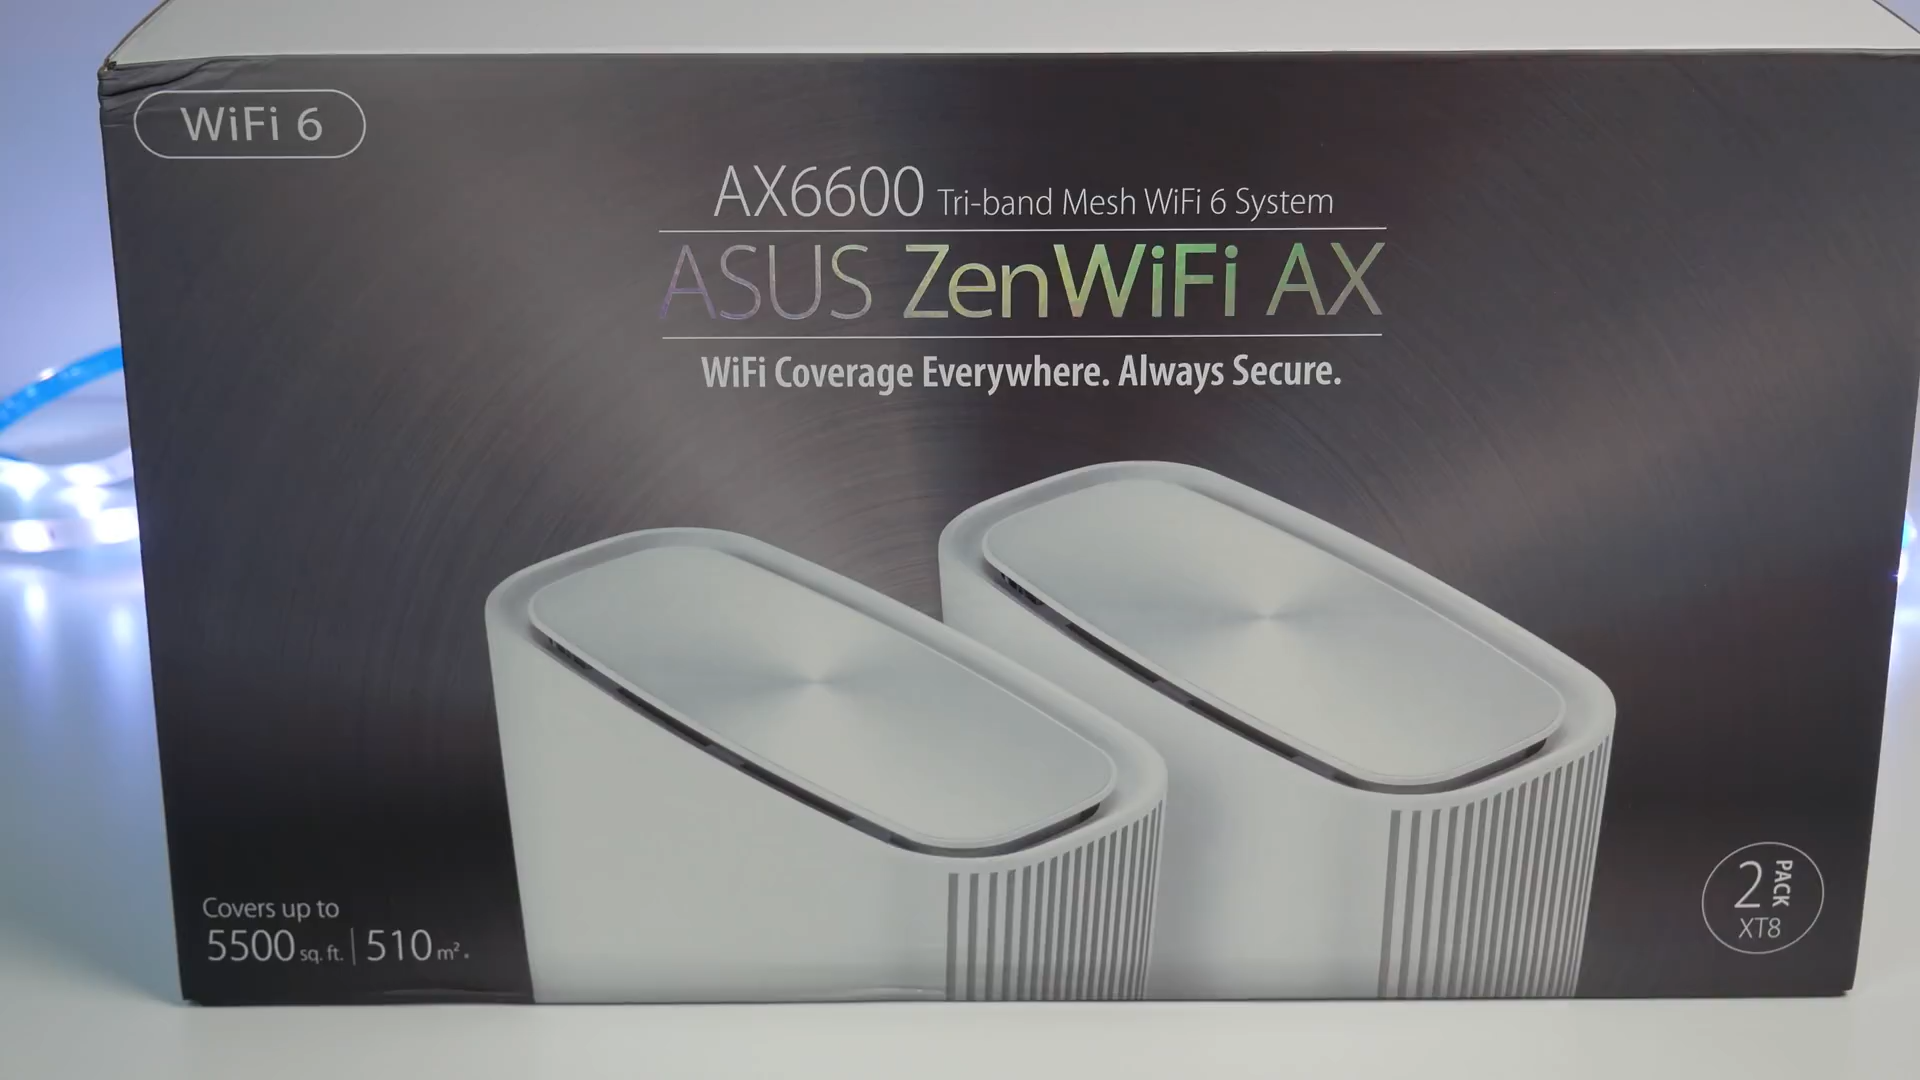 WiFi 6
AX6600 Tri-band Mesh WiFi 6 System
ASUS ZenWiFi AX
WiFi Coverage Everywhere. Always Secure.
Covers up to
5500 sq. ft. | 510 m².
2 PACK
XT8